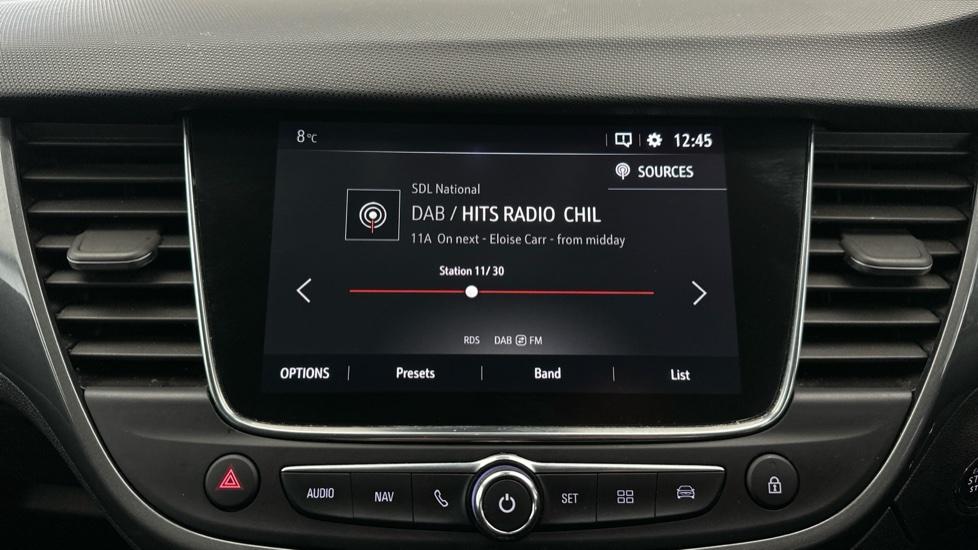 8°C 12:45
SOURCES
SDL National
DAB / HITS RADIO CHIL
11A On next - Eloise Carr - from midday
Station 11/30
RDS DAB FM
OPTIONS | Presets | Band | List
AUDIO NAV SET